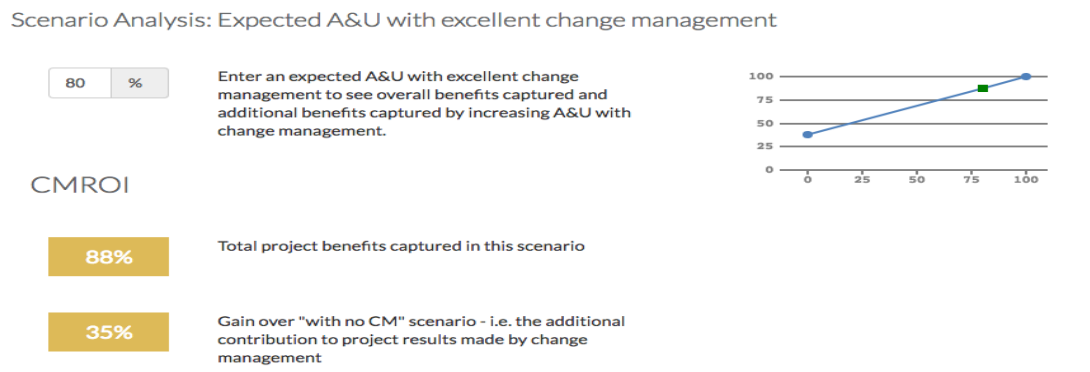 Scenario Analysis: Expected A&U with excellent change management
80 %
Enter an expected A&U with excellent change
management to see overall benefits captured and
additional benefits captured by increasing A&U with
change management.
100
75
50
25
0
0 25 50 75 100
CMROI
88%
Total project benefits captured in this scenario
35%
Gain over "with no CM" scenario - i.e. the additional
contribution to project results made by change
management